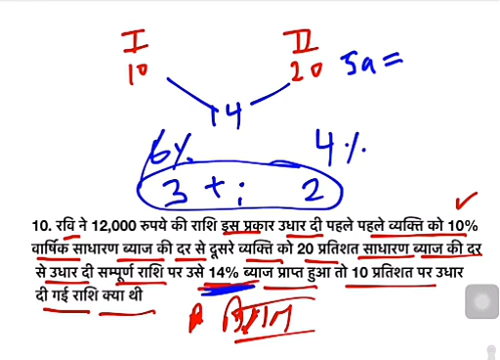 I II
10 20 5a =
14
6% 4%
3 + : 2
10. रवि ने 12,000 रुपये की राशि इस प्रकार उधार दी पहले पहले व्यक्ति को 10%
वार्षिक साधारण ब्याज की दर से दूसरे व्यक्ति को 20 प्रतिशत साधारण ब्याज की दर
से उधार दी सम्पूर्ण राशि पर उसे 14% ब्याज प्राप्त हुआ तो 10 प्रतिशत पर उधार
दी गई राशि क्या थी